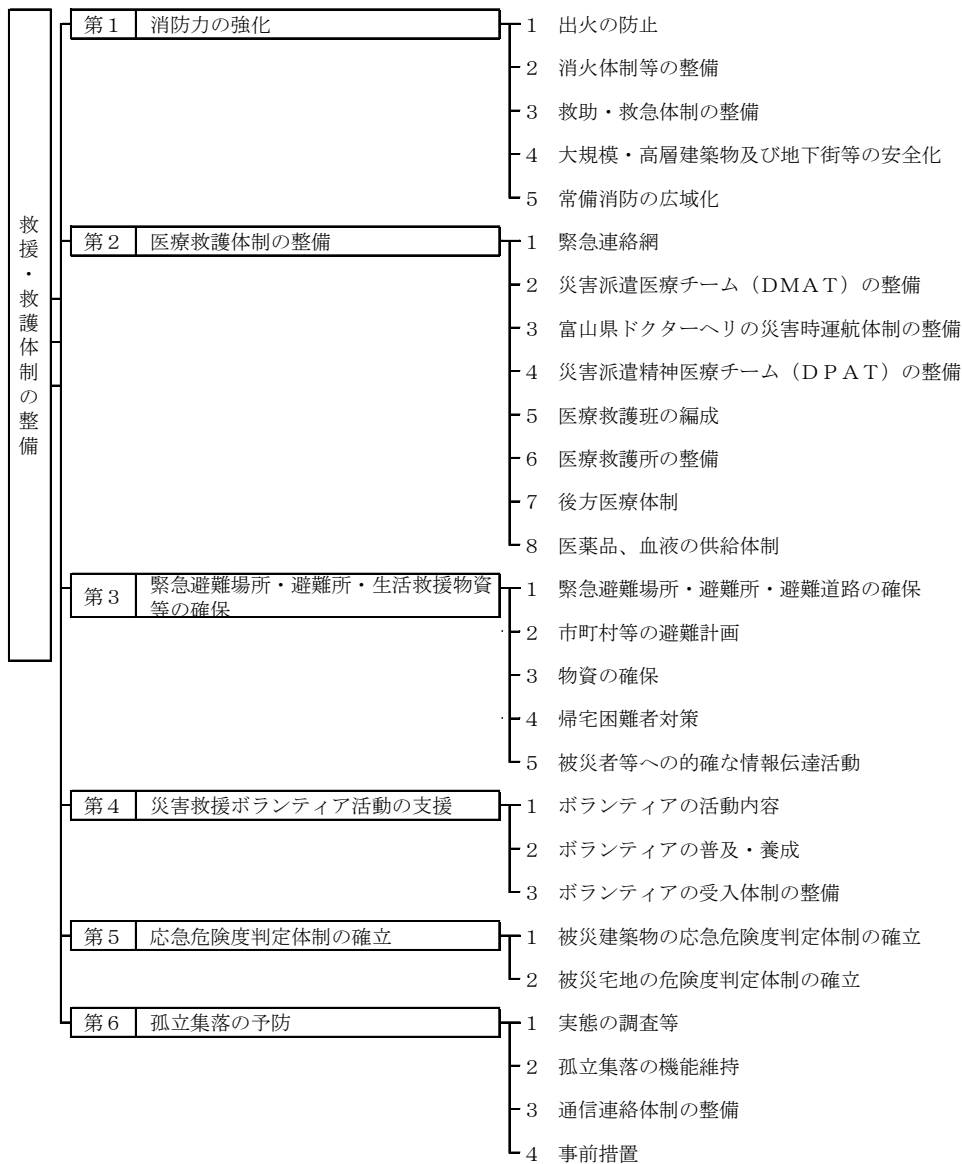 救援・救護体制の整備
第１ 消防力の強化
１ 出火の防止
２ 消火体制等の整備
３ 救助・救急体制の整備
４ 大規模・高層建築物及び地下街等の安全化
５ 常備消防の広域化
第２ 医療救護体制の整備
１ 緊急連絡網
２ 災害派遣医療チーム（ＤＭＡＴ）の整備
３ 富山県ドクターヘリの災害時運航体制の整備
４ 災害派遣精神医療チーム（ＤＰＡＴ）の整備
５ 医療救護班の編成
６ 医療救護所の整備
７ 後方医療体制
８ 医薬品、血液の供給体制
第３ 緊急避難場所・避難所・生活救援物資
等の確保
１ 緊急避難場所・避難所・避難道路の確保
２ 市町村等の避難計画
３ 物資の確保
４ 帰宅困難者対策
５ 被災者等への的確な情報伝達活動
第４ 災害救援ボランティア活動の支援
１ ボランティアの活動内容
２ ボランティアの普及・養成
３ ボランティアの受入体制の整備
第５ 応急危険度判定体制の確立
１ 被災建築物の応急危険度判定体制の確立
２ 被災宅地の危険度判定体制の確立
第６ 孤立集落の予防
１ 実態の調査等
２ 孤立集落の機能維持
３ 通信連絡体制の整備
４ 事前措置